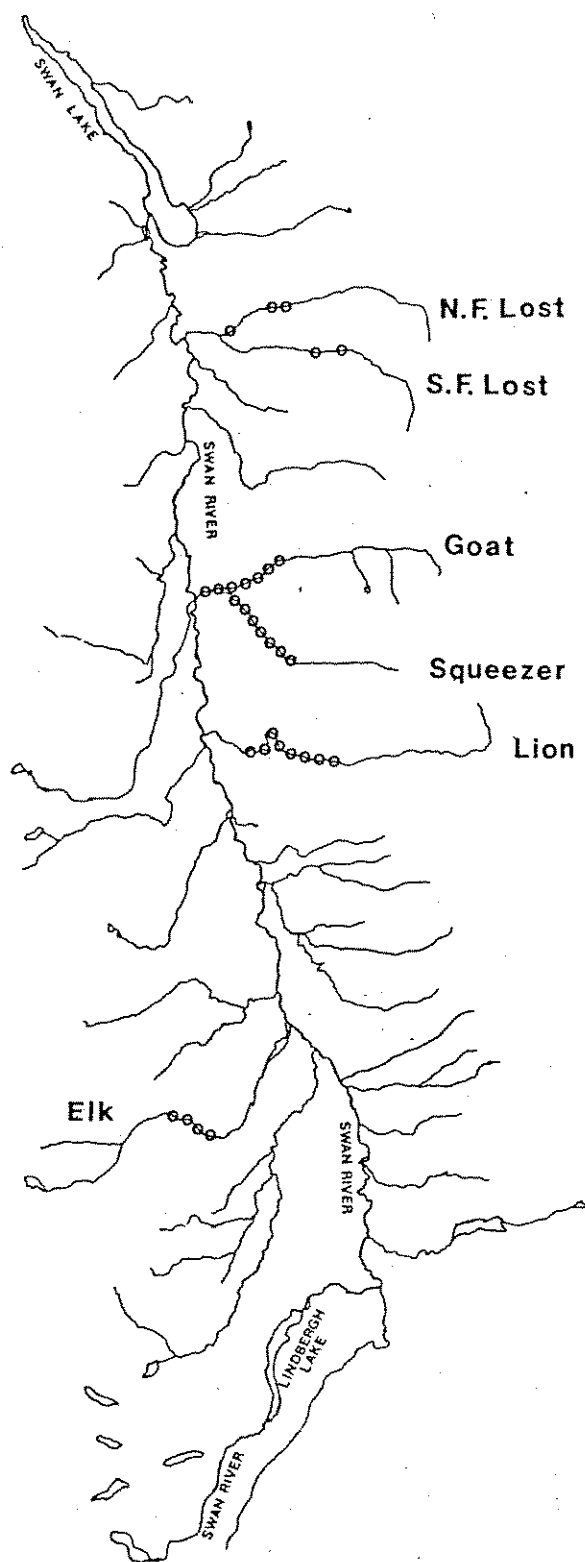 SWAN LAKE
N.F. Lost
S.F. Lost
SWAN RIVER
Goat
Squeezer
Lion
Elk
SWAN RIVER
LINDBERGH
LAKE
SWAN RIVER